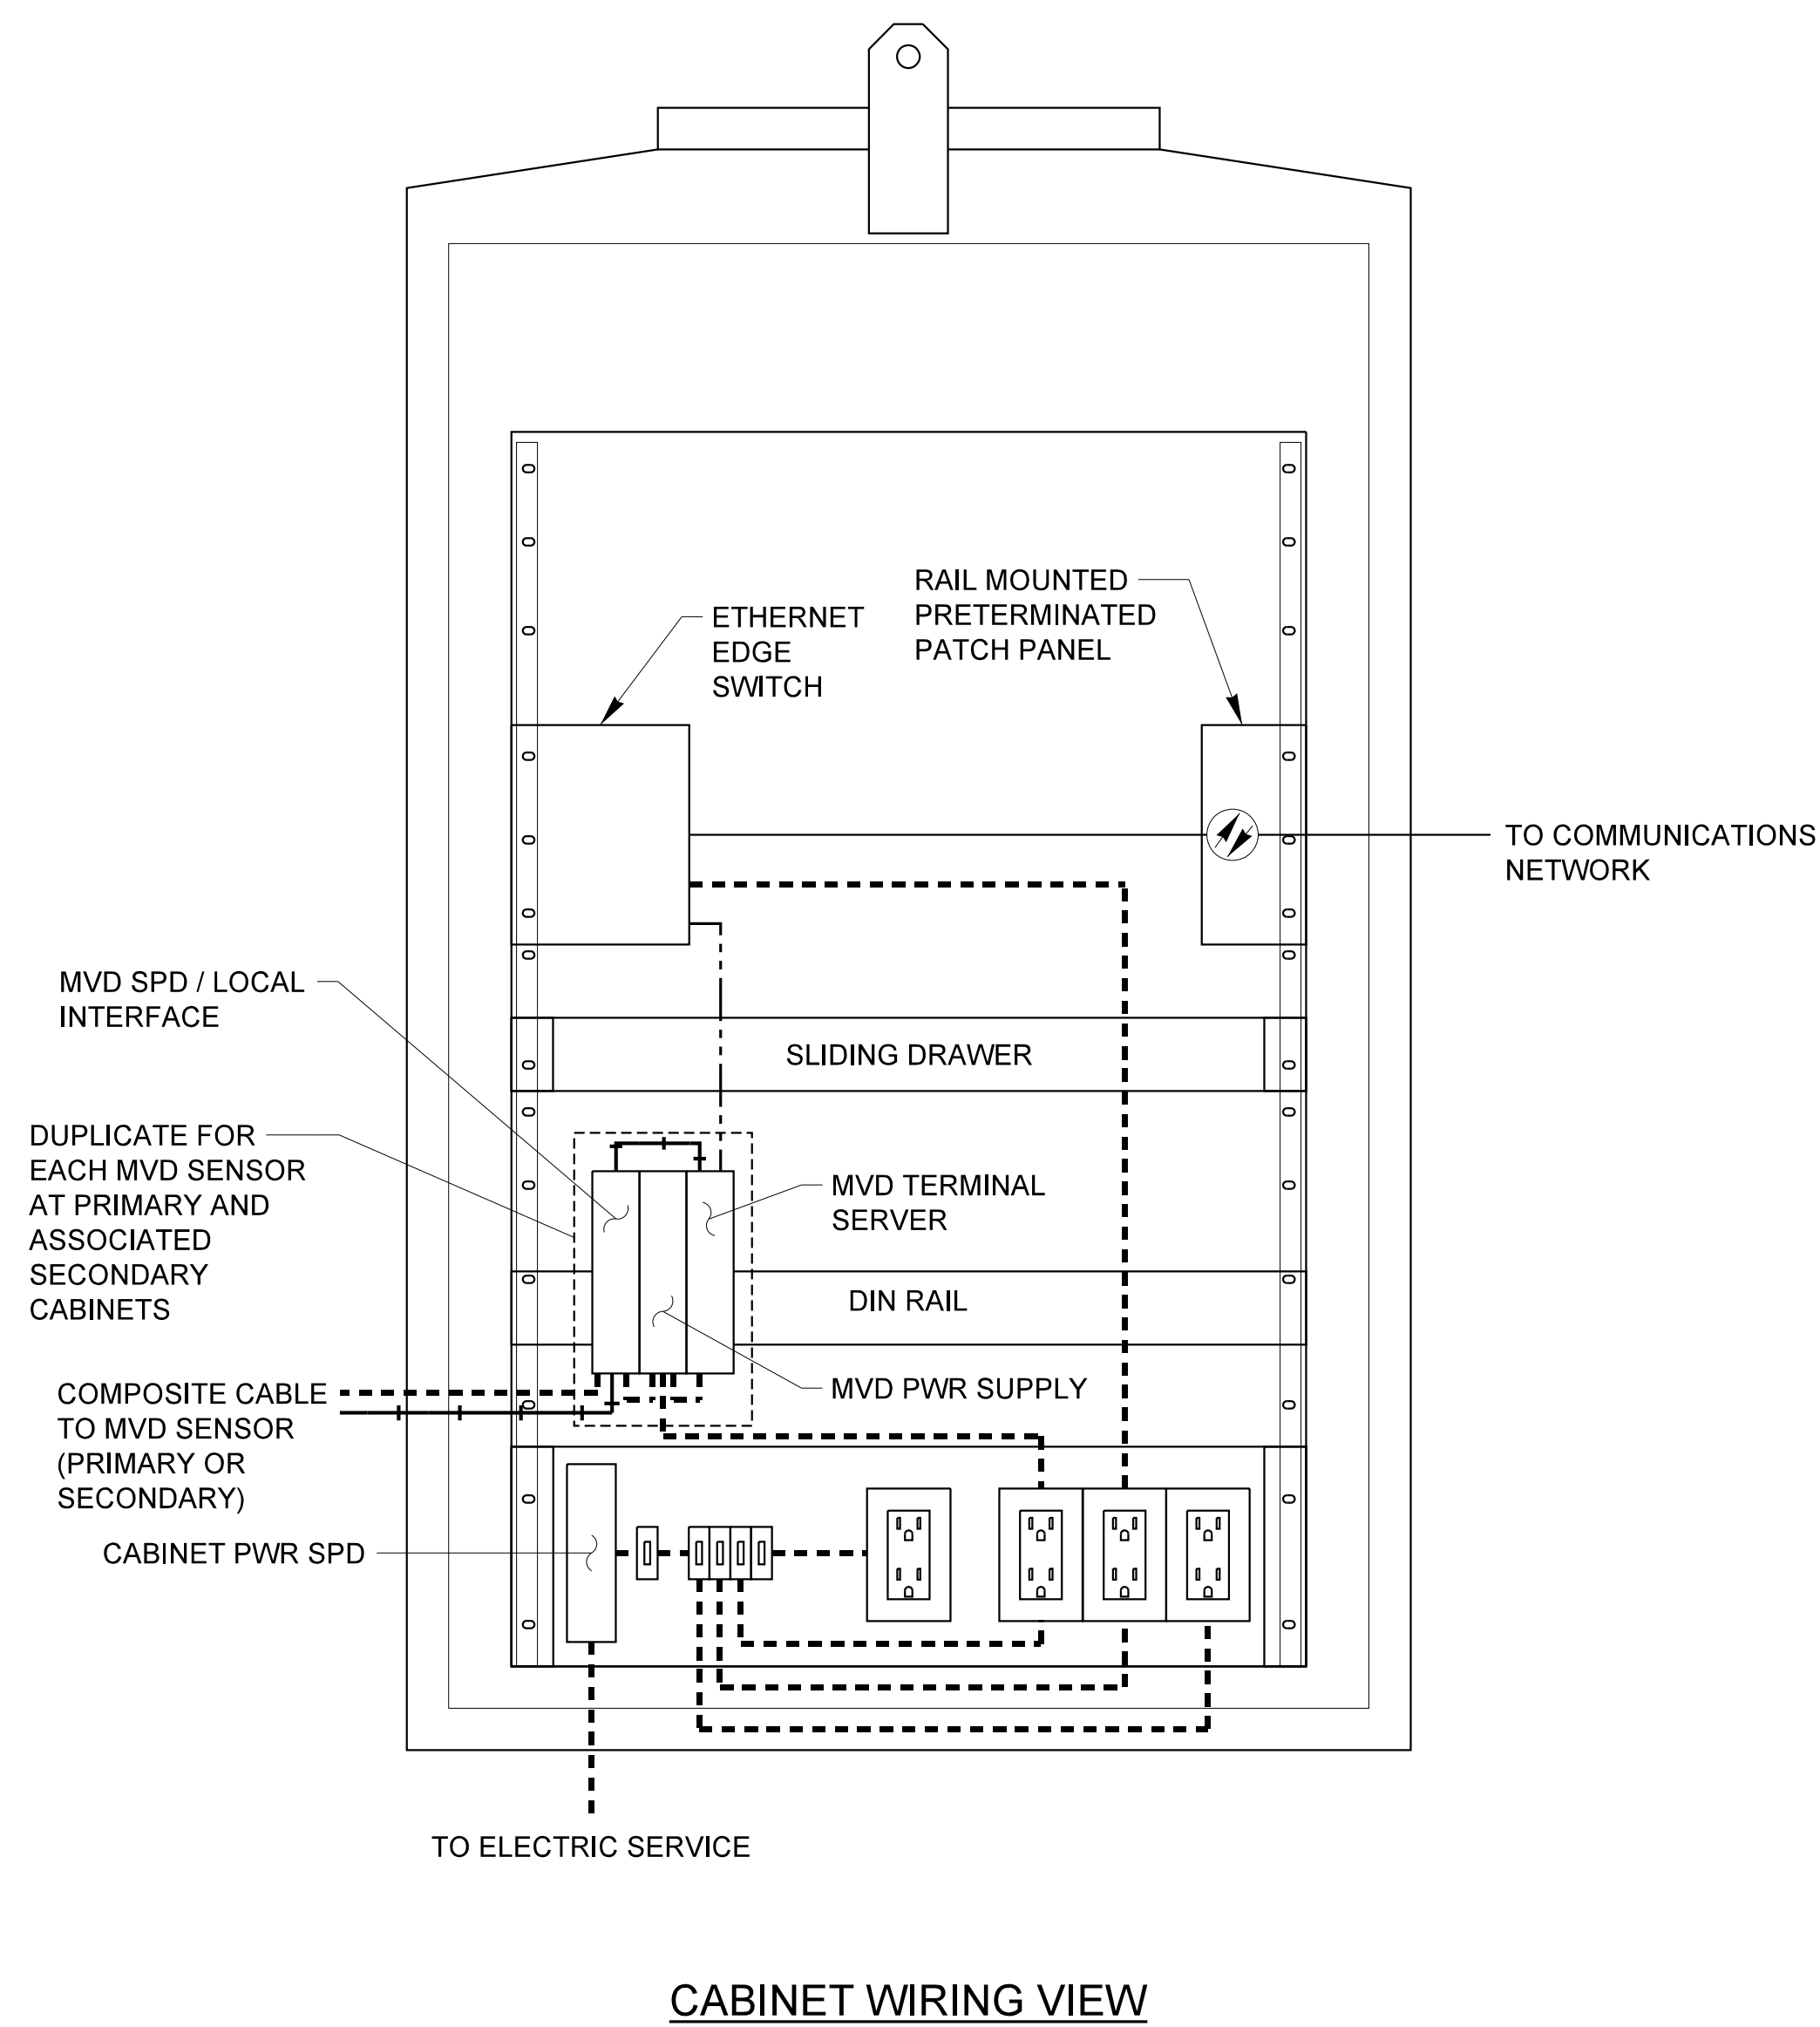 RAIL MOUNTED
PRETERMINATED
PATCH PANEL
ETHERNET
EDGE
SWITCH
TO COMMUNICATIONS
NETWORK
MVD SPD / LOCAL
INTERFACE
SLIDING DRAWER
DUPLICATE FOR
EACH MVD SENSOR
AT PRIMARY AND
ASSOCIATED
SECONDARY
CABINETS
MVD TERMINAL
SERVER
DIN RAIL
MVD PWR SUPPLY
COMPOSITE CABLE
TO MVD SENSOR
(PRIMARY OR
SECONDARY)
CABINET PWR SPD
TO ELECTRIC SERVICE
CABINET WIRING VIEW